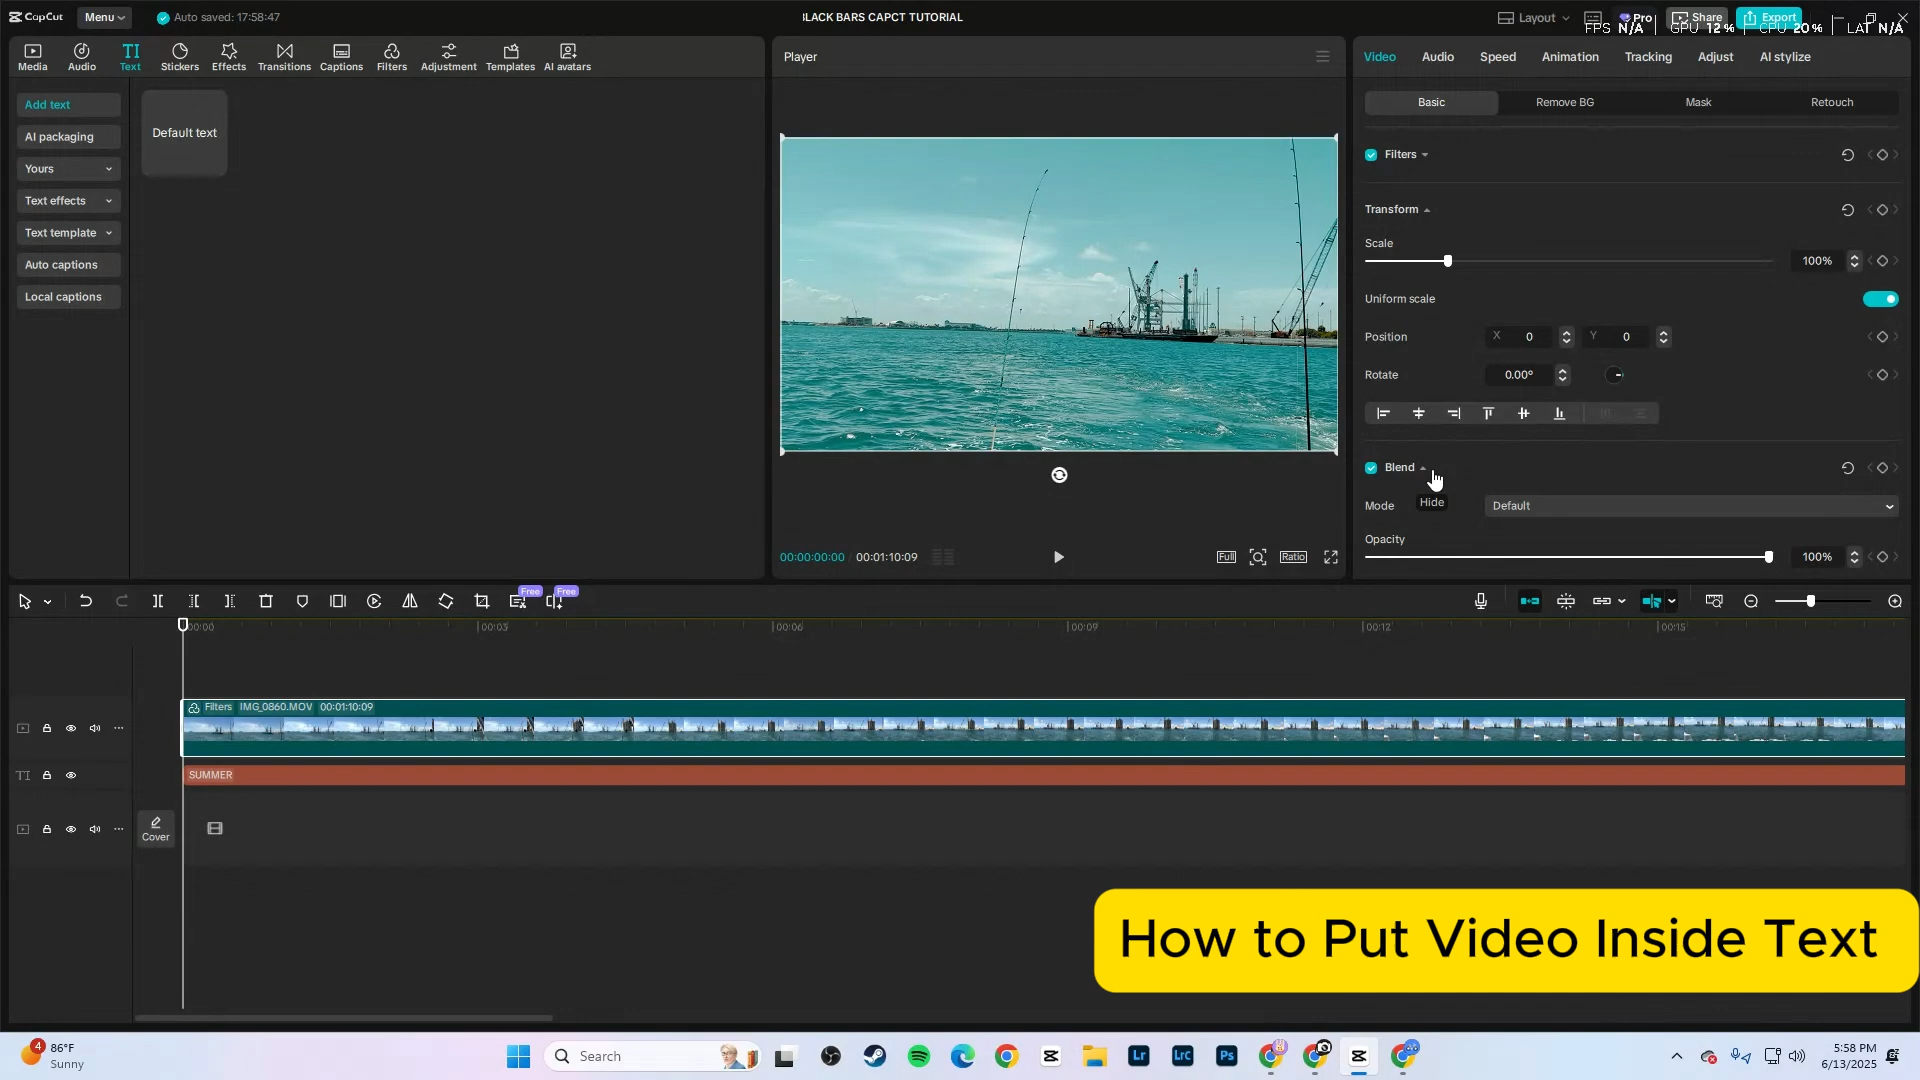 CapCut
Menu
Auto saved: 17:58:47
LACK BARS CAPCT TUTORIAL
Layout
Pro
Share
Export
FPS N/A
GPU 12 %
CPU 20 %
LAT N/A
Media
Audio
Text
Stickers
Effects
Transitions
Captions
Filters
Adjustment
Templates
AI avatars
Add text
AI packaging
Yours
Text effects
Text template
Auto captions
Local captions
Default text
Player
00:00:00:00 / 00:01:10:09
Full
Ratio
Video
Audio
Speed
Animation
Tracking
Adjust
AI stylize
Basic
Remove BG
Mask
Retouch
Filters
Transform
Scale
100%
Uniform scale
Position
X 0
Y 0
Rotate
0.00°
Blend
Hide
Mode
Default
Opacity
100%
Free
Free
00:00
00:03
00:06
00:09
00:12
00:15
Filters IMG_0860.MOV 00:01:10:09
TI
SUMMER
Cover
How to Put Video Inside Text
4
86°F
Sunny
Search
Lr
LrC
Ps
5:58 PM
6/13/2025